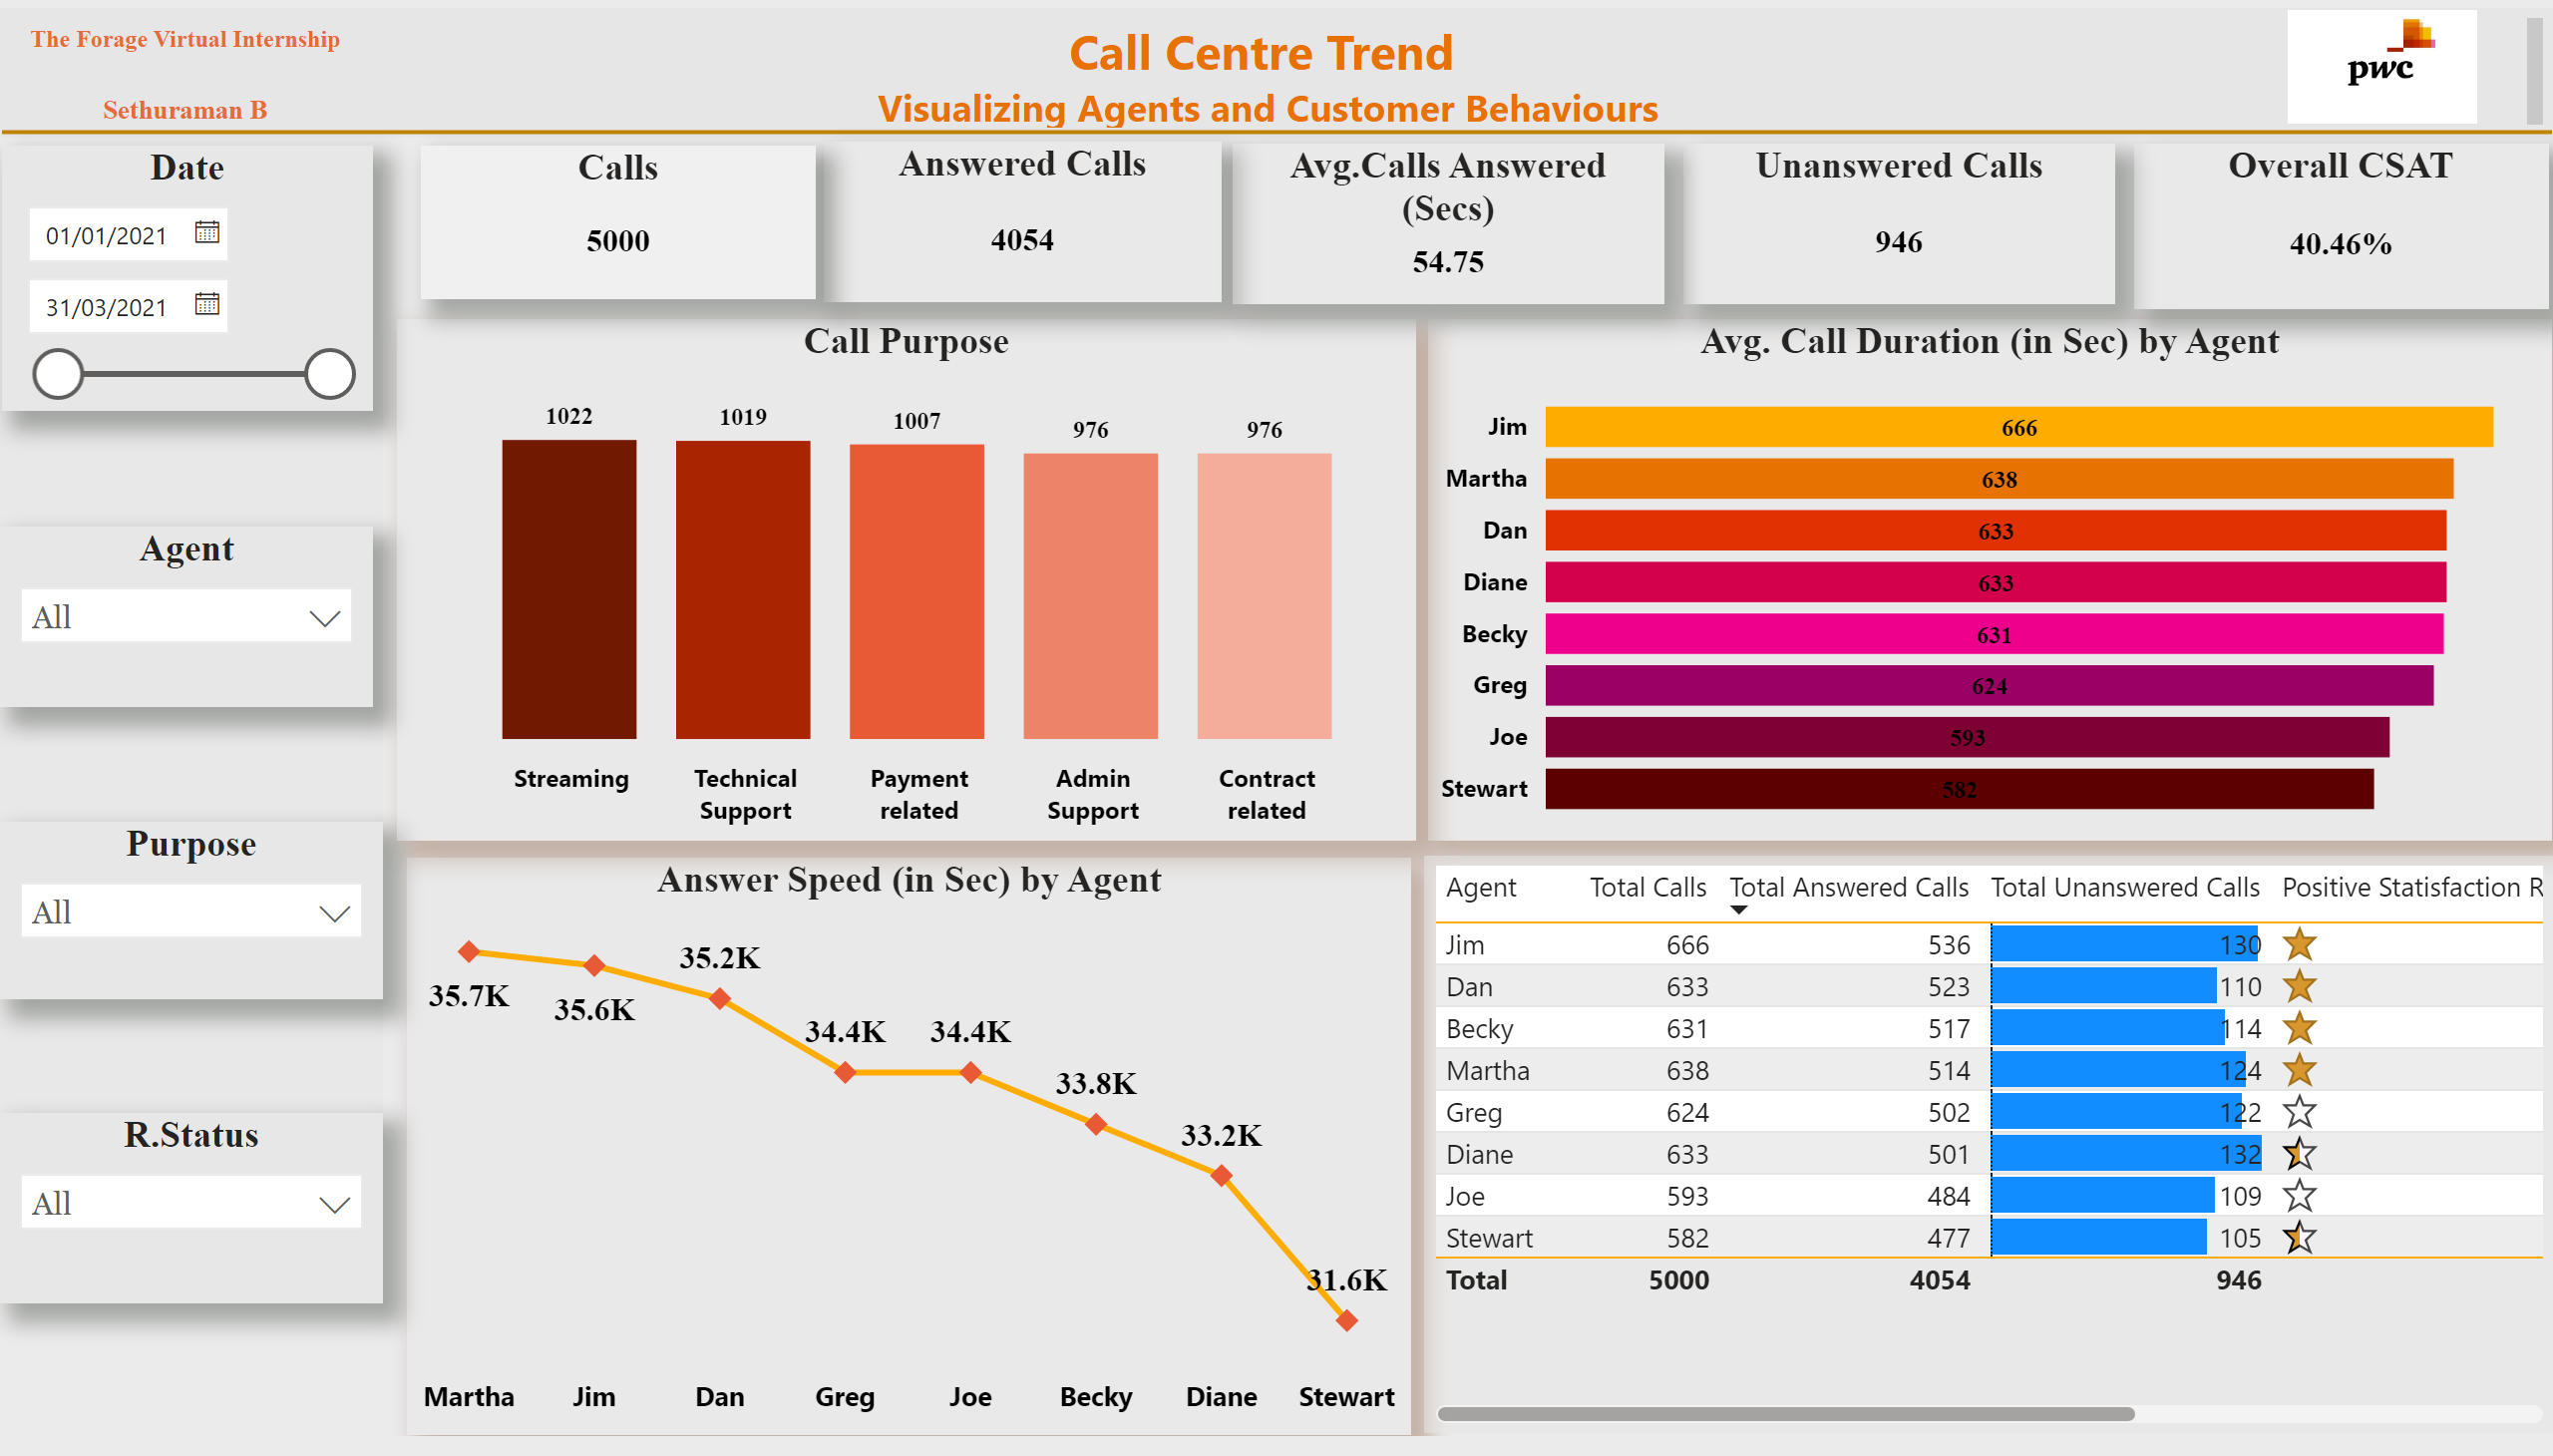 The Forage Virtual Internship
Sethuraman B
Call Centre Trend
Visualizing Agents and Customer Behaviours
pwc
Date
01/01/2021
31/03/2021
Agent
All
Purpose
All
R.Status
All
Calls
5000
Answered Calls
4054
Avg.Calls Answered
(Secs)
54.75
Unanswered Calls
946
Overall CSAT
40.46%
Call Purpose
1022
1019
1007
976
976
Streaming
Technical
Support
Payment
related
Admin
Support
Contract
related
Avg. Call Duration (in Sec) by Agent
Jim 666
Martha 638
Dan 633
Diane 633
Becky 631
Greg 624
Joe 593
Stewart 582
Answer Speed (in Sec) by Agent
35.7K
35.6K
35.2K
34.4K
34.4K
33.8K
33.2K
31.6K
Martha Jim Dan Greg Joe Becky Diane Stewart
Agent Total Calls Total Answered Calls Total Unanswered Calls Positive Statisfaction R
Jim 666 536 130
Dan 633 523 110
Becky 631 517 114
Martha 638 514 124
Greg 624 502 122
Diane 633 501 132
Joe 593 484 109
Stewart 582 477 105
Total 5000 4054 946